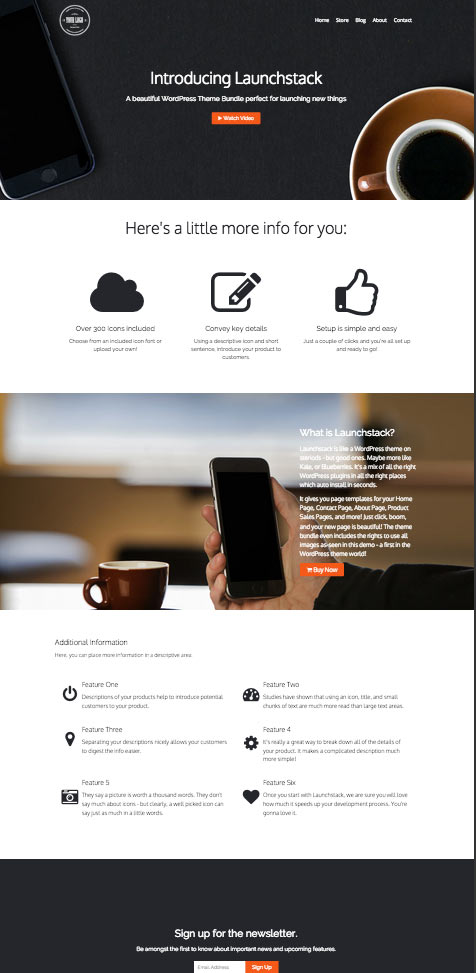 YOUR LOGO
Home Store Blog About Contact
Introducing Launchstack
A beautiful WordPress Theme Bundle perfect for launching new things
Watch Video
Here's a little more info for you:
Over 300 Icons included
Choose from an included icon font or
upload your own!
Convey key details
Using a descriptive icon and short
sentence, introduce your product to
customers.
Setup is simple and easy
Just a couple of clicks and you're all set up
and ready to go!
What is Launchstack?
Launchstack is like a WordPress theme on
steriods - but good ones. Maybe more like
Kale, or Blueberries. It's a mix of all the right
WordPress plugins in all the right places
which auto install in seconds.
It gives you page templates for your Home
Page, Contact Page, About Page, Product
Sales Pages, and more! Just click, boom,
and your new page is beautiful! The theme
bundle even includes the rights to use all
images as seen in this demo - a first in the
WordPress theme world!
Buy Now
Additional Information
Here, you can place more information in a descriptive area.
Feature One
Descriptions of your products help to introduce potential
customers to your product.
Feature Two
Studies have shown that using an icon, title, and small
chunks of text are much more read than large text areas.
Feature Three
Separating your descriptions nicely allows your customers
to digest the info easier.
Feature 4
It's really a great way to break down all of the details of
your product. It makes a complicated description much
more simple!
Feature 5
They say a picture is worth a thousand words. They don't
say much about icons - but clearly, a well picked icon can
say just as much in a little words.
Feature Six
Once you start with Launchstack, we are sure you will love
how much it speeds up your development process. You're
gonna love it.
Sign up for the newsletter.
Be amongst the first to know about important news and upcoming features.
Email Address
Sign Up